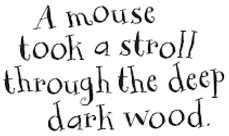 A mouse
took a stroll
through the deep
dark wood.